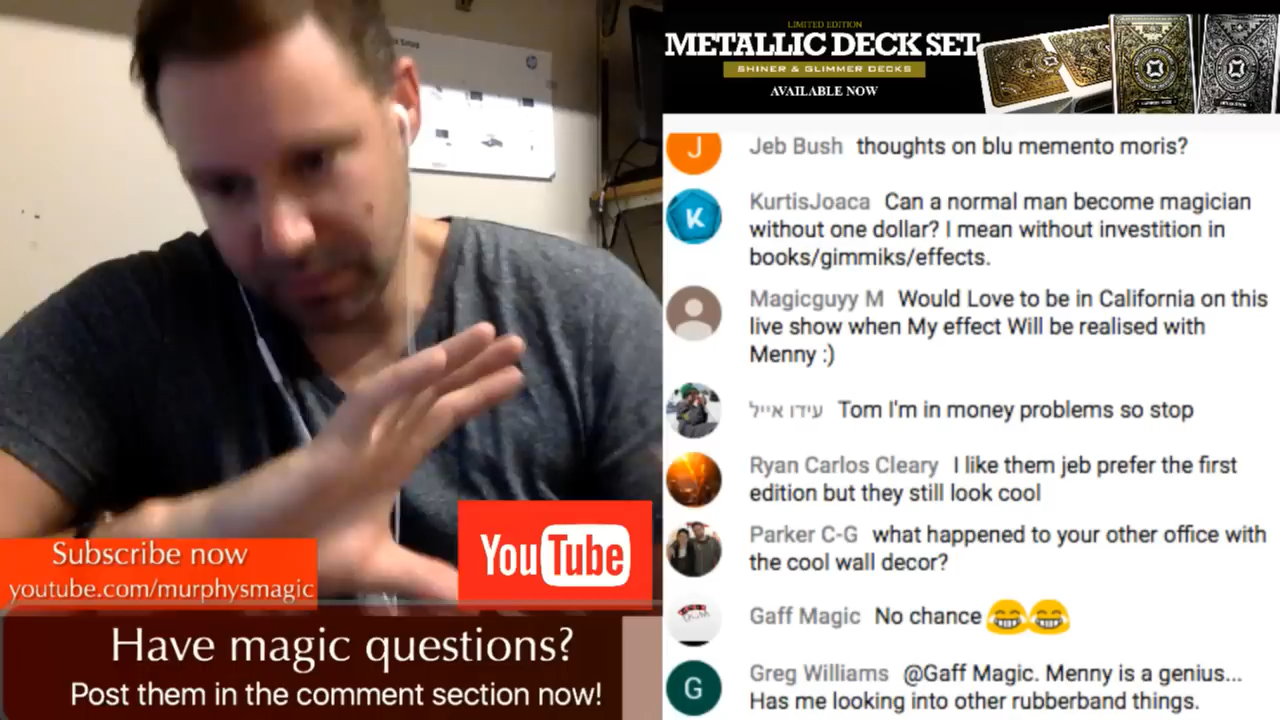 LIMITED EDITION
METALLIC DECK SET
SHINER & GLIMMER DECKS
AVAILABLE NOW
J Jeb Bush thoughts on blu memento moris?
K KurtisJoaca Can a normal man become magician
without one dollar? I mean without investition in
books/gimmiks/effects.
Magicguyy M Would Love to be in California on this
live show when My effect Will be realised with
Menny :)
עידו אייל Tom I'm in money problems so stop
Ryan Carlos Cleary I like them jeb prefer the first
edition but they still look cool
Parker C-G what happened to your other office with
the cool wall decor?
Gaff Magic No chance 😂😂
G Greg Williams @Gaff Magic. Menny is a genius...
Has me looking into other rubberband things.
Subscribe now
youtube.com/murphysmagic
YouTube
Have magic questions?
Post them in the comment section now!